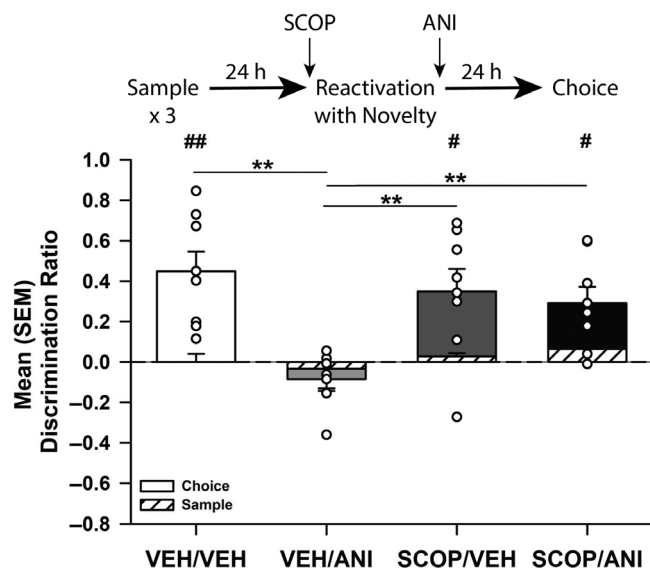 SCOP ANI
24 h 24 h
Sample Reactivation Choice
x 3 with Novelty
## # #
** ** **
Mean (SEM)
Discrimination Ratio
1.0
0.8
0.6
0.4
0.2
0.0
–0.2
–0.4
–0.6
–0.8
Choice
Sample
VEH/VEH VEH/ANI SCOP/VEH SCOP/ANI